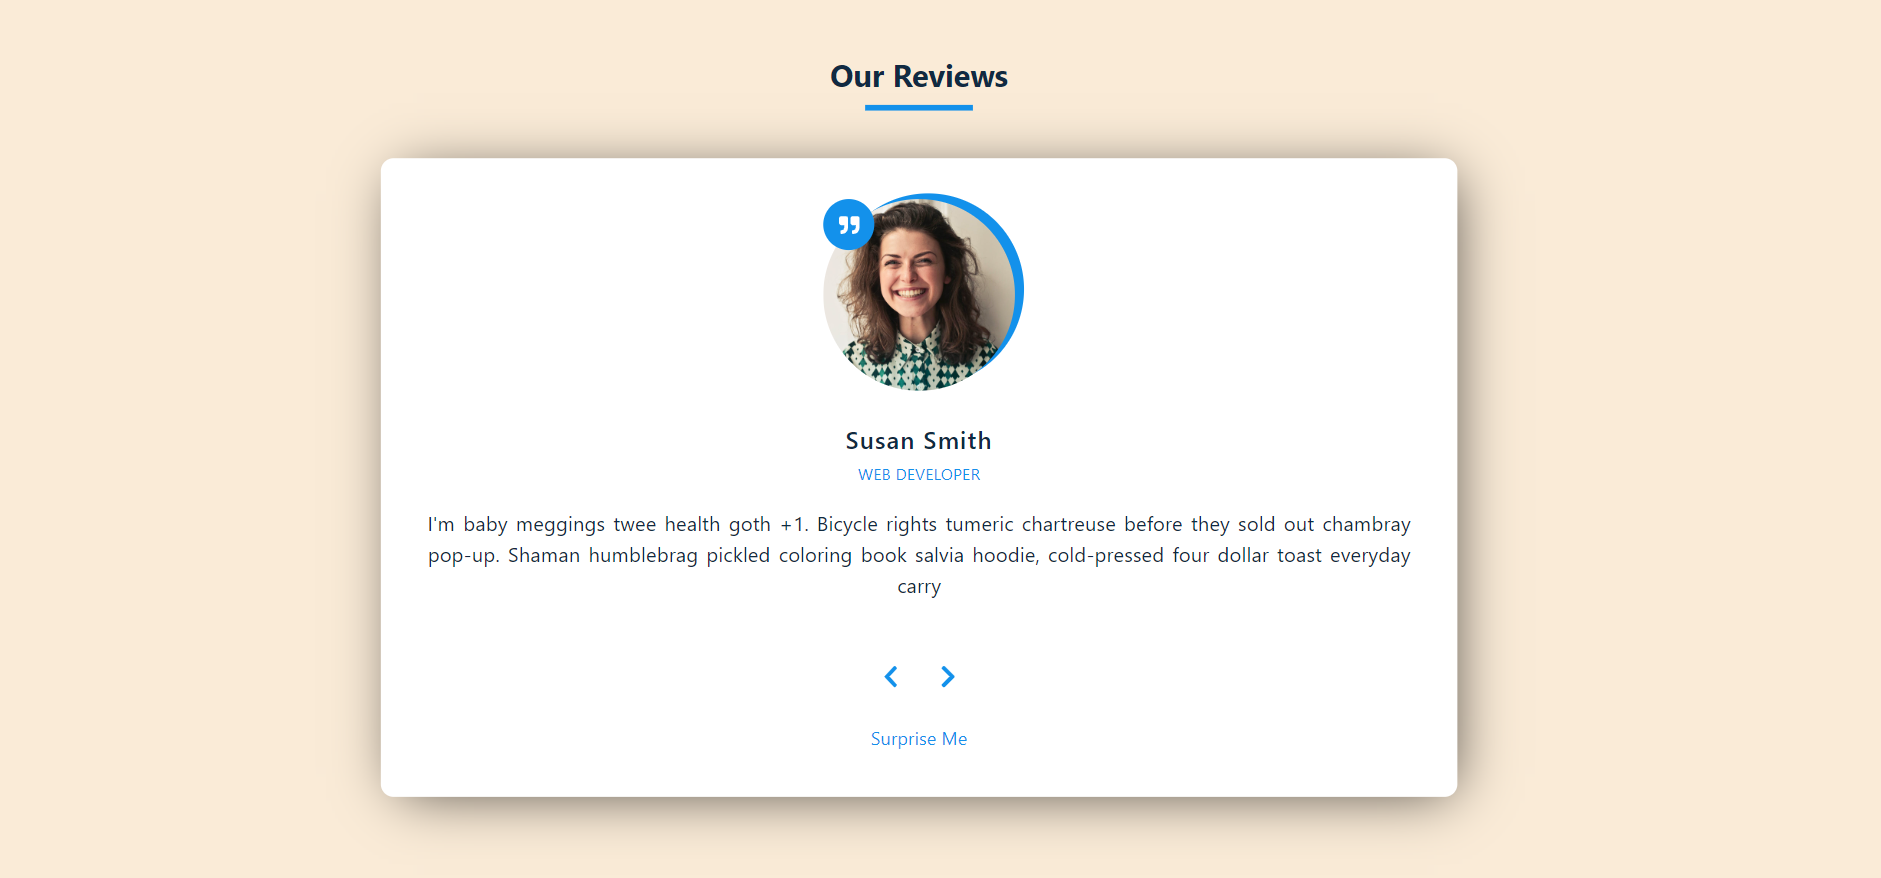 Our Reviews
Susan Smith
WEB DEVELOPER
I'm baby meggings twee health goth +1. Bicycle rights tumeric chartreuse before they sold out chambray
pop-up. Shaman humblebrag pickled coloring book salvia hoodie, cold-pressed four dollar toast everyday
carry
Surprise Me